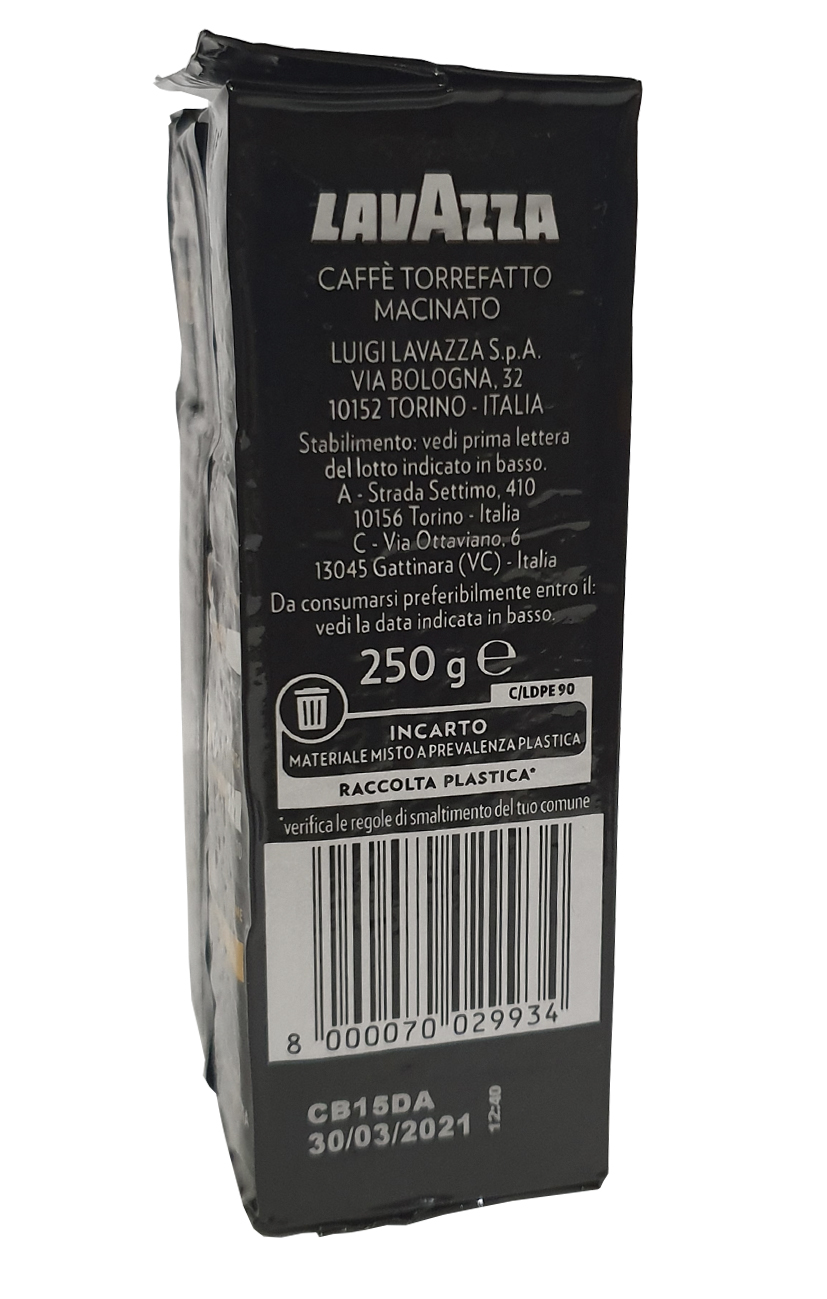 LAVAZZA
CAFFÈ TORREFATTO
MACINATO
LUIGI LAVAZZA S.p.A.
VIA BOLOGNA, 32
10152 TORINO - ITALIA
Stabilimento: vedi prima lettera
del lotto indicato in basso.
A - Strada Settimo, 410
10156 Torino - Italia
C - Via Ottaviano, 6
13045 Gattinara (VC) - Italia
Da consumarsi preferibilmente entro il:
vedi la data indicata in basso.
250 g ℮
C/LDPE 90
INCARTO
MATERIALE MISTO A PREVALENZA PLASTICA
RACCOLTA PLASTICA*
*verifica le regole di smaltimento del tuo comune
8 000070 029934
CB15DA
30/03/2021
12:40